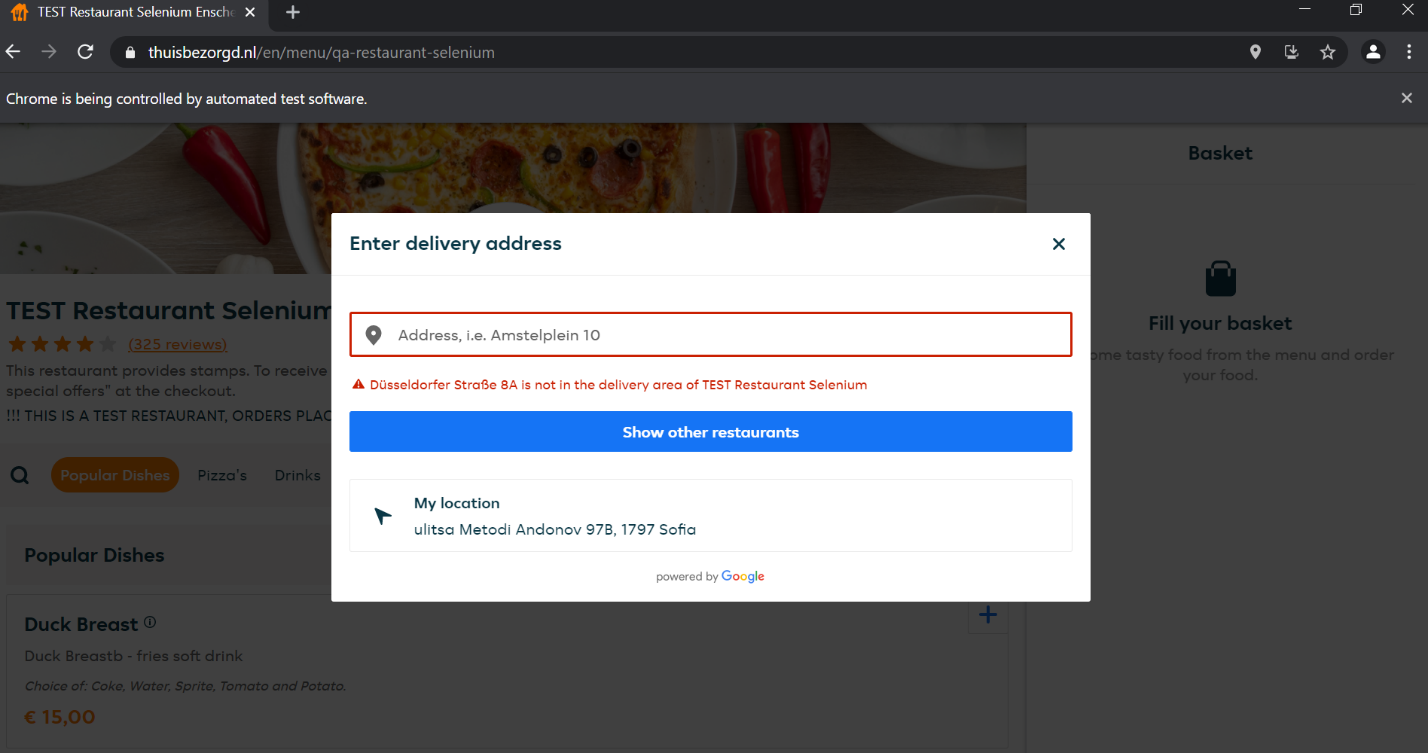 TEST Restaurant Selenium Ensche
thuisbezorgd.nl/en/menu/qa-restaurant-selenium
Chrome is being controlled by automated test software.
Basket
Enter delivery address
Address, i.e. Amstelplein 10
Düsseldorfer Straße 8A is not in the delivery area of TEST Restaurant Selenium
Show other restaurants
My location
ulitsa Metodi Andonov 97B, 1797 Sofia
powered by Google
TEST Restaurant Selenium
(325 reviews)
This restaurant provides stamps. To receive
special offers" at the checkout.
!!! THIS IS A TEST RESTAURANT, ORDERS PLAC
Popular Dishes Pizza's Drinks
Popular Dishes
Duck Breast
Duck Breastb - fries soft drink
Choice of: Coke, Water, Sprite, Tomato and Potato.
€ 15,00
Fill your basket
ome tasty food from the menu and order
your food.